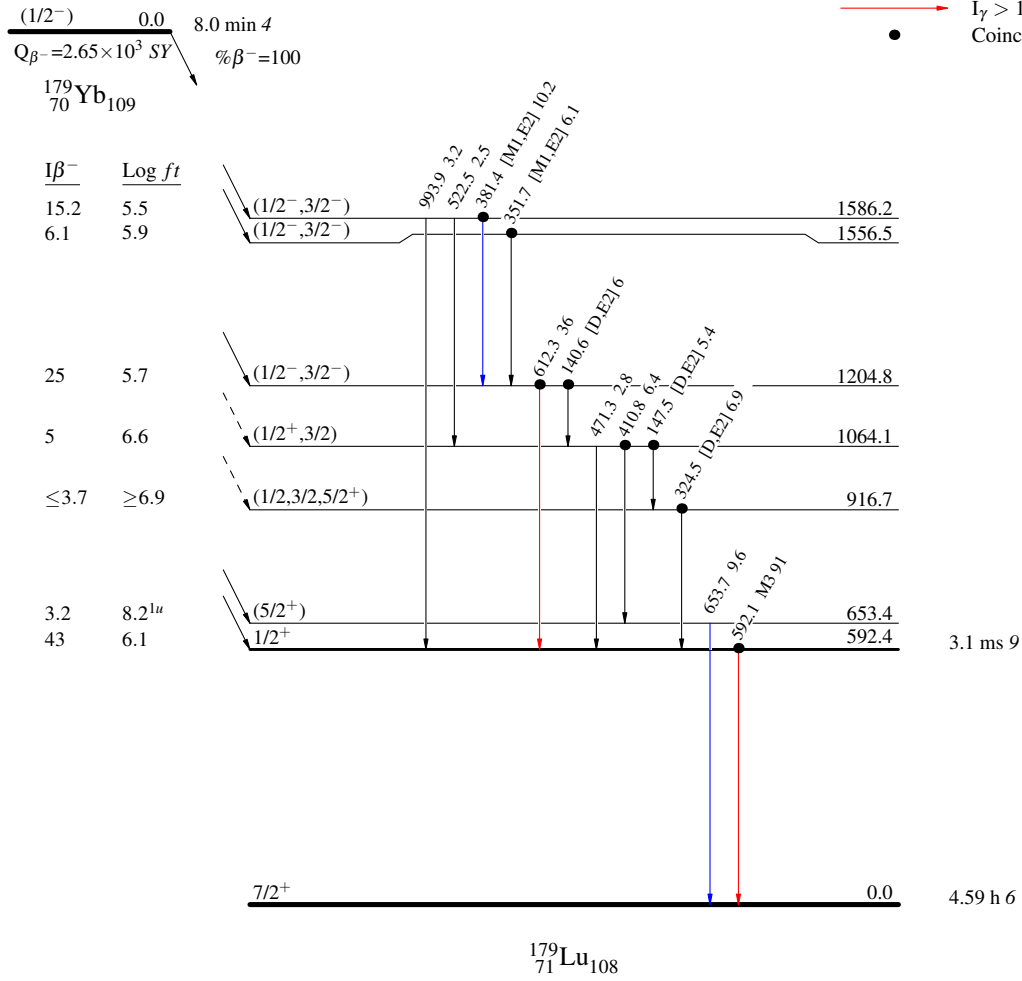 (1/2⁻) 0.0 8.0 min 4
Qβ−=2.65×10³ SY %β⁻=100
¹⁷⁹₇₀Yb₁₀₉
Iγ > 1
Coinc
Iβ⁻ Log ft
993.9 3.2
522.5 2.5
381.4 [M1,E2] 10.2
351.7 [M1,E2] 6.1
15.2 5.5 (1/2⁻,3/2⁻) 1586.2
6.1 5.9 (1/2⁻,3/2⁻) 1556.5
612.3 36
140.6 [D,E2] 6
25 5.7 (1/2⁻,3/2⁻) 1204.8
471.3 2.8
410.8 6.4
147.5 [D,E2] 5.4
5 6.6 (1/2⁺,3/2) 1064.1
324.5 [D,E2] 6.9
≤3.7 ≥6.9 (1/2,3/2,5/2⁺) 916.7
653.7 9.6
592.1 M3 91
3.2 8.2¹ᵘ (5/2⁺) 653.4
43 6.1 1/2⁺ 592.4 3.1 ms 9
7/2⁺ 0.0 4.59 h 6
¹⁷⁹₇₁Lu₁₀₈